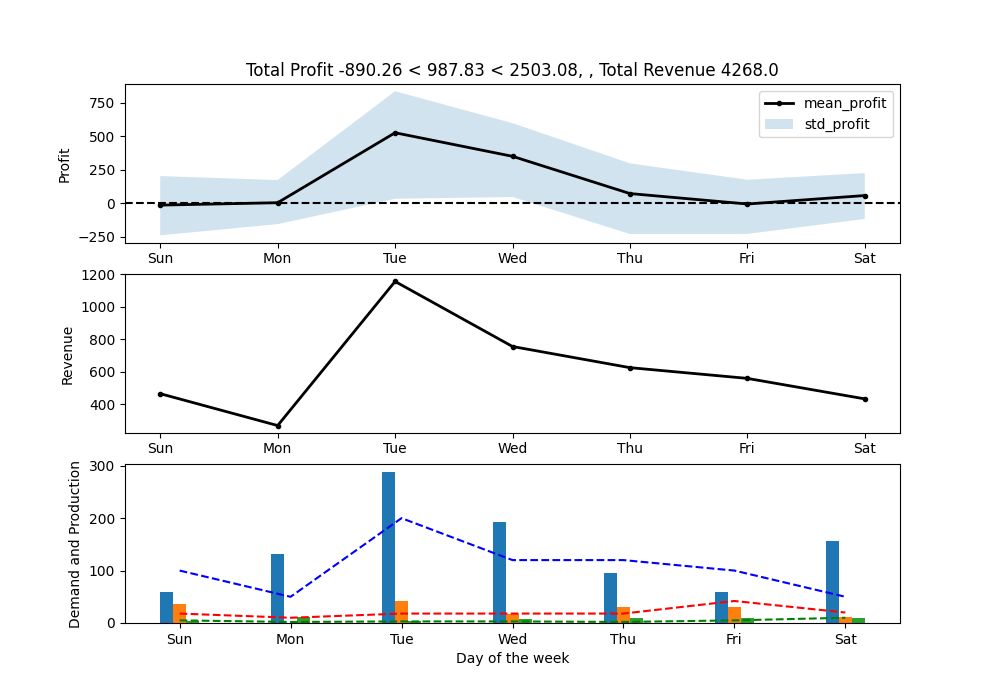 Total Profit -890.26 < 987.83 < 2503.08, , Total Revenue 4268.0
Profit
750
500
250
0
−250
mean_profit
std_profit
Sun Mon Tue Wed Thu Fri Sat
Revenue
1200
1000
800
600
400
Sun Mon Tue Wed Thu Fri Sat
Demand and Production
300
200
100
0
Sun Mon Tue Wed Thu Fri Sat
Day of the week